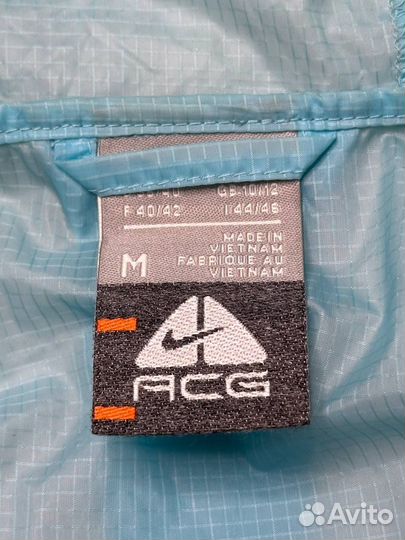 GB 10/12
F 40/42 I 44/46
MADE IN
VIETNAM
M FABRIQUE AU
VIETNAM
ACG
Avito